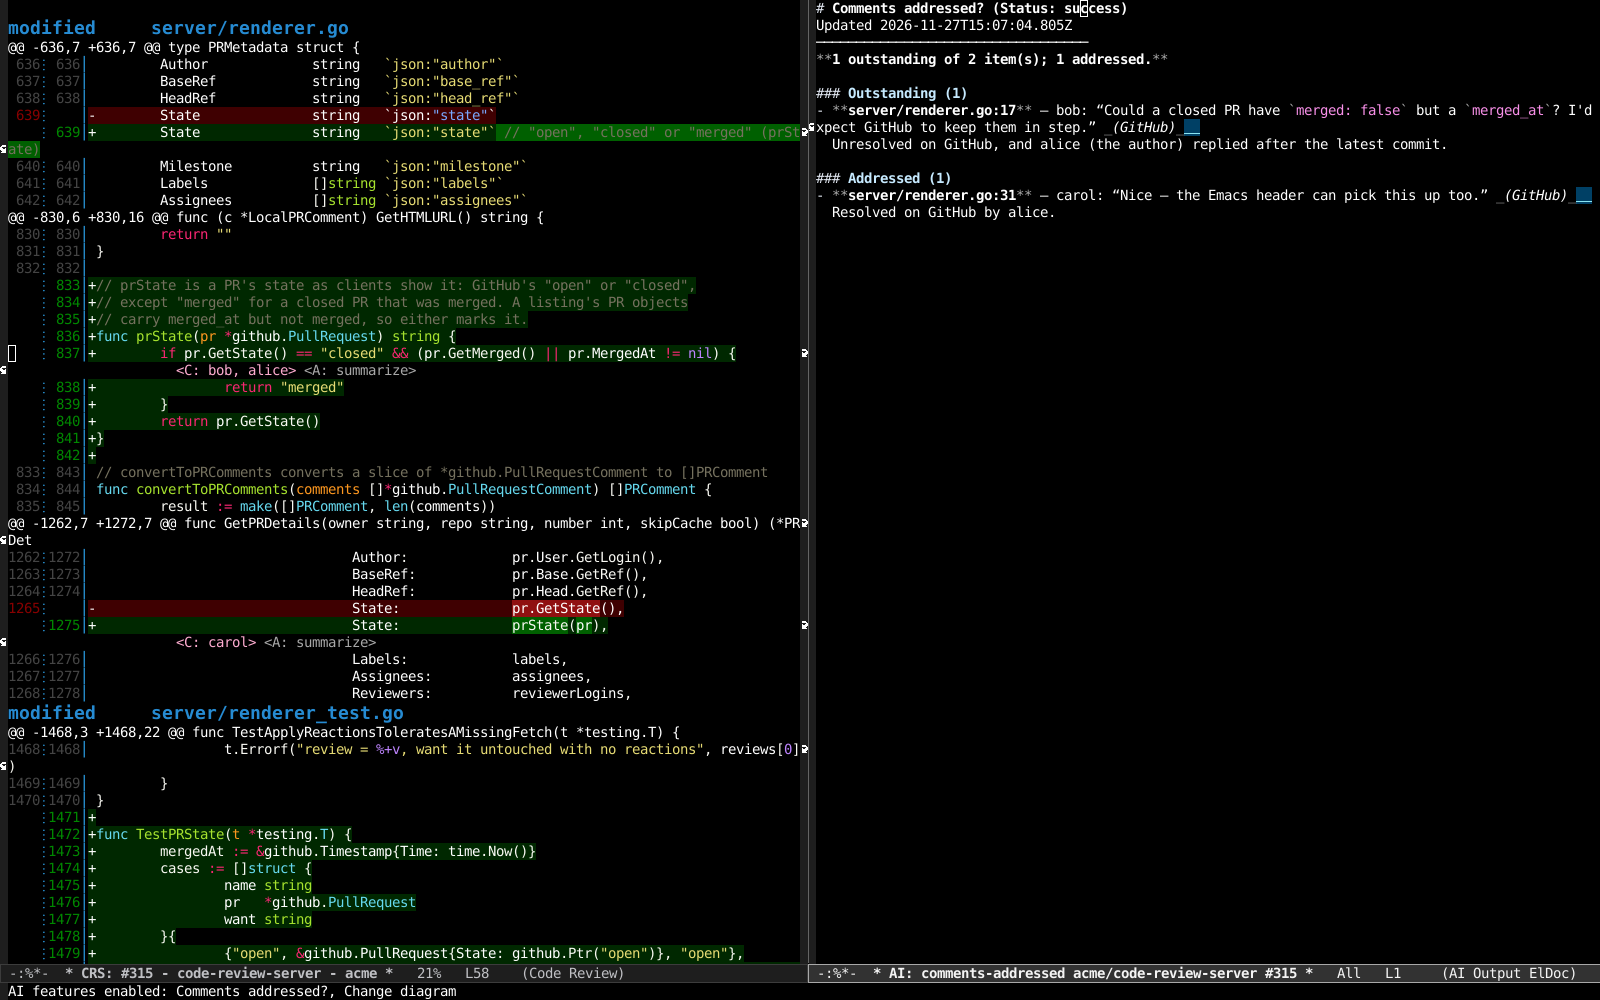 modified     server/renderer.go
@@ -636,7 +636,7 @@ type PRMetadata struct {
636 636 Author string `json:"author"`
637 637 BaseRef string `json:"base_ref"`
638 638 HeadRef string `json:"head_ref"`
639 - State string `json:"state"`
639 + State string `json:"state"` // "open", "closed" or "merged" (prSt
ate)
640 640 Milestone string `json:"milestone"`
641 641 Labels []string `json:"labels"`
642 642 Assignees []string `json:"assignees"`
@@ -830,6 +830,16 @@ func (c *LocalPRComment) GetHTMLURL() string {
830 830 return ""
831 831 }
832 832
833 +// prState is a PR's state as clients show it: GitHub's "open" or "closed",
834 +// except "merged" for a closed PR that was merged. A listing's PR objects
835 +// carry merged_at but not merged, so either marks it.
836 +func prState(pr *github.PullRequest) string {
837 + if pr.GetState() == "closed" && (pr.GetMerged() || pr.MergedAt != nil) {
<C: bob, alice> <A: summarize>
838 + return "merged"
839 + }
840 + return pr.GetState()
841 +}
842 +
833 843 // convertToPRComments converts a slice of *github.PullRequestComment to []PRComment
834 844 func convertToPRComments(comments []*github.PullRequestComment) []PRComment {
835 845 result := make([]PRComment, len(comments))
@@ -1262,7 +1272,7 @@ func GetPRDetails(owner string, repo string, number int, skipCache bool) (*PR
Det
1262 1272 Author: pr.User.GetLogin(),
1263 1273 BaseRef: pr.Base.GetRef(),
1264 1274 HeadRef: pr.Head.GetRef(),
1265 - State: pr.GetState(),
1275 + State: prState(pr),
<C: carol> <A: summarize>
1266 1276 Labels: labels,
1267 1277 Assignees: assignees,
1268 1278 Reviewers: reviewerLogins,
modified     server/renderer_test.go
@@ -1468,3 +1468,22 @@ func TestApplyReactionsToleratesAMissingFetch(t *testing.T) {
1468 1468 t.Errorf("review = %+v, want it untouched with no reactions", reviews[0]
)
1469 1469 }
1470 1470 }
1471 +
1472 +func TestPRState(t *testing.T) {
1473 + mergedAt := &github.Timestamp{Time: time.Now()}
1474 + cases := []struct {
1475 + name string
1476 + pr *github.PullRequest
1477 + want string
1478 + }{
1479 + {"open", &github.PullRequest{State: github.Ptr("open")}, "open"},
-:%*-  * CRS: #315 - code-review-server - acme *   21%   L58    (Code Review)
# Comments addressed? (Status: success)
Updated 2026-11-27T15:07:04.805Z
**1 outstanding of 2 item(s); 1 addressed.**
### Outstanding (1)
- **server/renderer.go:17** — bob: “Could a closed PR have `merged: false` but a `merged_at`? I'd
xpect GitHub to keep them in step.” _(GitHub)_
Unresolved on GitHub, and alice (the author) replied after the latest commit.
### Addressed (1)
- **server/renderer.go:31** — carol: “Nice — the Emacs header can pick this up too.” _(GitHub)_
Resolved on GitHub by alice.
-:%*-  * AI: comments-addressed acme/code-review-server #315 *   All   L1     (AI Output ElDoc)
AI features enabled: Comments addressed?, Change diagram